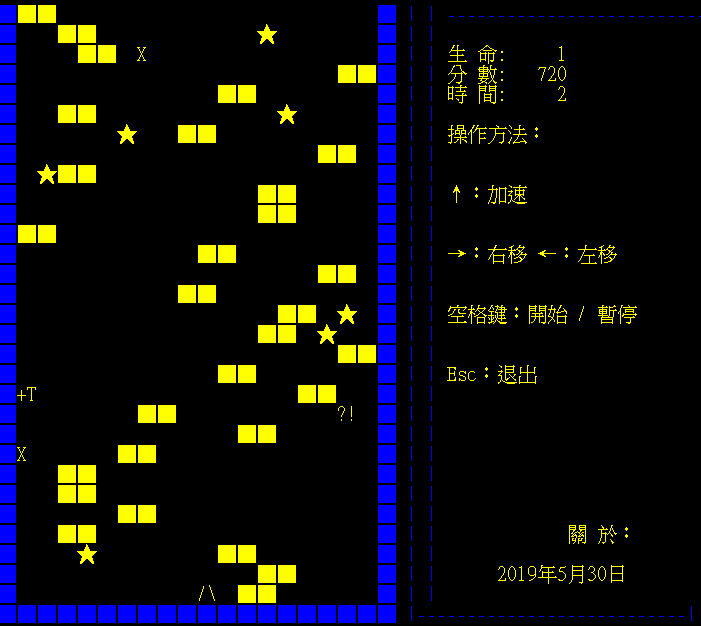 X
生 命: 1
分 數: 720
時 間: 2
操作方法：
↑：加速
→：右移 ←：左移
空格鍵：開始 / 暫停
Esc：退出
+T
?!
X
關 於：
2019年5月30日
/\